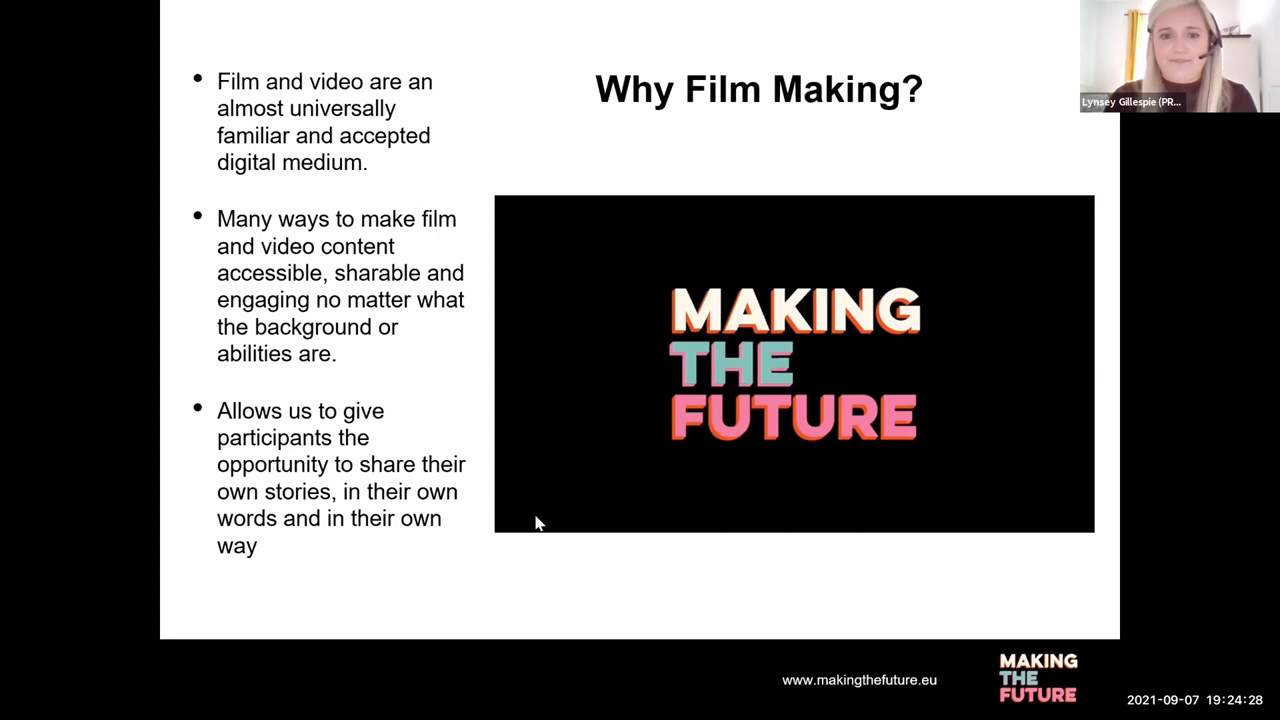 Film and video are an
almost universally
familiar and accepted
digital medium.
Many ways to make film
and video content
accessible, sharable and
engaging no matter what
the background or
abilities are.
Allows us to give
participants the
opportunity to share their
own stories, in their own
words and in their own
way
Why Film Making?
MAKING
THE
FUTURE
Lynsey Gillespie (PR...
www.makingthefuture.eu
MAKING
THE
FUTURE
2021-09-07 19:24:28